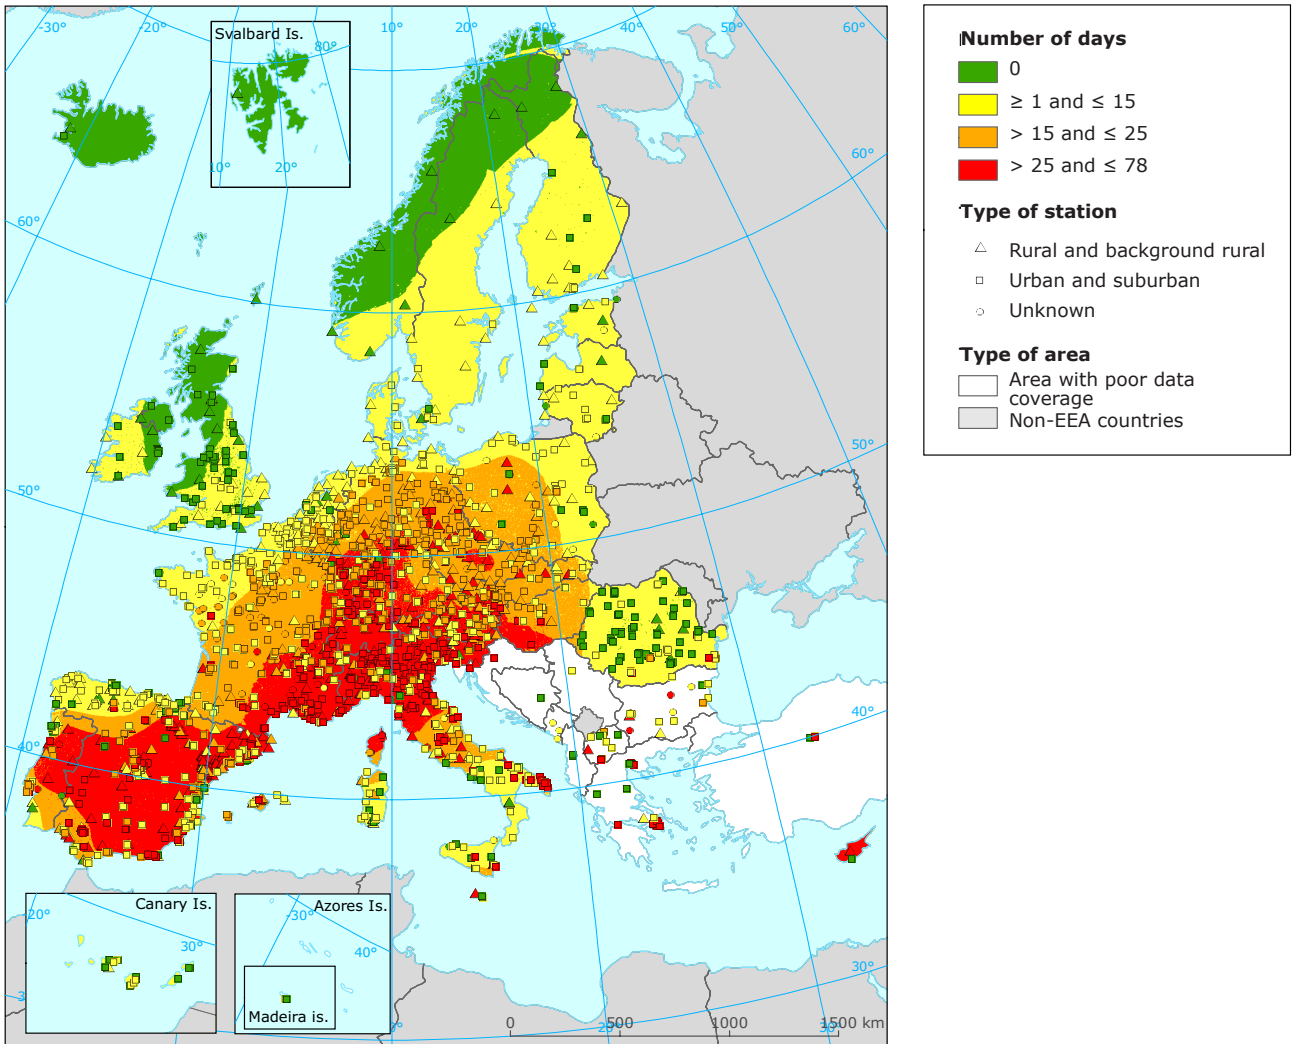 -30°
-20°
Svalbard Is.
80°
10°
20°
10°
20°
30°
40°
50°
60°
60°
60°
50°
50°
40°
40°
30°
Canary Is.
-20°
30°
Azores Is.
-30°
40°
Madeira is.
0
500
1000
1500 km
Number of days
0
≥ 1 and ≤ 15
> 15 and ≤ 25
> 25 and ≤ 78
Type of station
Rural and background rural
Urban and suburban
Unknown
Type of area
Area with poor data
coverage
Non-EEA countries